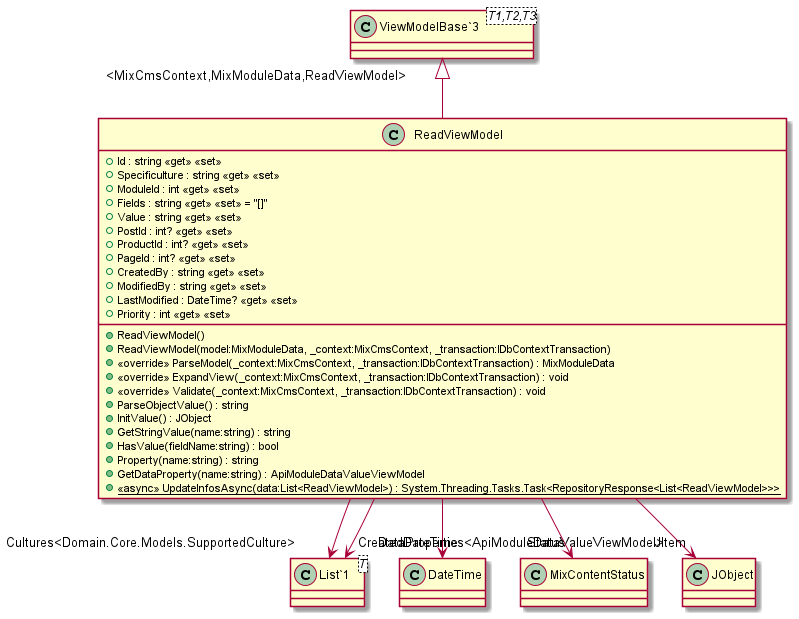 C ViewModelBase`3
T1,T2,T3
<MixCmsContext,MixModuleData,ReadViewModel>
C ReadViewModel
Id : string «get» «set»
Specificulture : string «get» «set»
ModuleId : int «get» «set»
Fields : string «get» «set» = "[]"
Value : string «get» «set»
PostId : int? «get» «set»
ProductId : int? «get» «set»
PageId : int? «get» «set»
CreatedBy : string «get» «set»
ModifiedBy : string «get» «set»
LastModified : DateTime? «get» «set»
Priority : int «get» «set»
ReadViewModel()
ReadViewModel(model:MixModuleData, _context:MixCmsContext, _transaction:IDbContextTransaction)
«override» ParseModel(_context:MixCmsContext, _transaction:IDbContextTransaction) : MixModuleData
«override» ExpandView(_context:MixCmsContext, _transaction:IDbContextTransaction) : void
«override» Validate(_context:MixCmsContext, _transaction:IDbContextTransaction) : void
ParseObjectValue() : string
InitValue() : JObject
GetStringValue(name:string) : string
HasValue(fieldName:string) : bool
Property(name:string) : string
GetDataProperty(name:string) : ApiModuleDataValueViewModel
«async» UpdateInfosAsync(data:List<ReadViewModel>) : System.Threading.Tasks.Task<RepositoryResponse<List<ReadViewModel>>>
Cultures<Domain.Core.Models.SupportedCulture>
CreatedDateTime
DataProperties<ApiModuleDataValueViewModel>
Status
JItem
C List`1
T
C DateTime
C MixContentStatus
C JObject